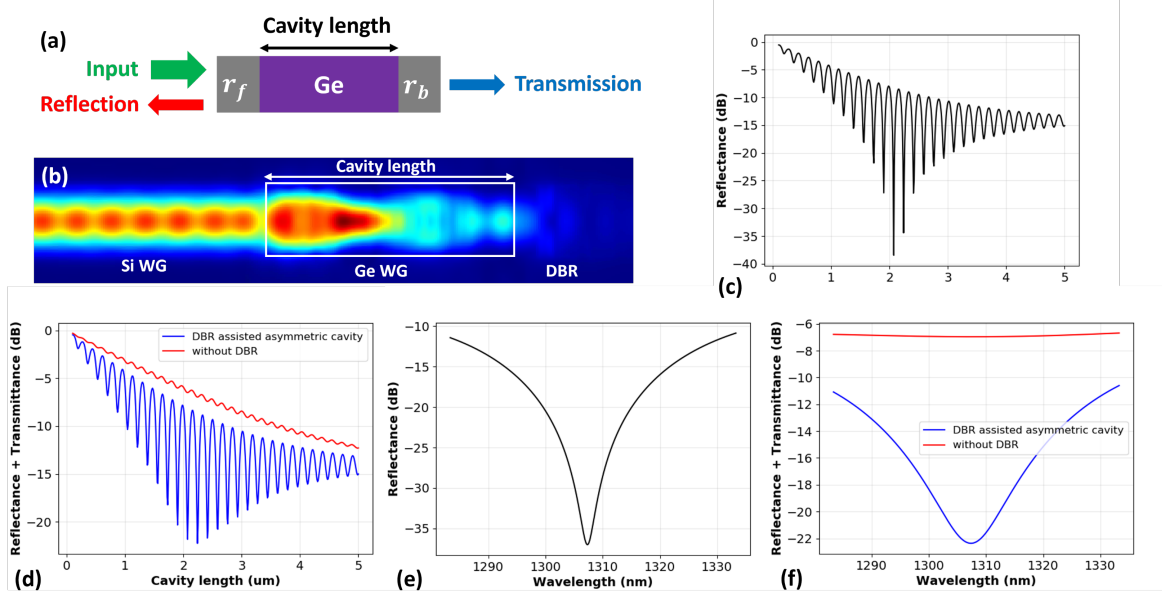 (a)
Cavity length
Input
Reflection
r_f
Ge
r_b
Transmission
(b)
Cavity length
Si WG
Ge WG
DBR
Reflectance (dB)
0
−5
−10
−15
−20
−25
−30
−35
−40
0 1 2 3 4 5
(c)
Reflectance + Transmittance (dB)
0
−5
−10
−15
−20
DBR assisted asymmetric cavity
without DBR
0 1 2 3 4 5
Cavity length (um)
(d)
Reflectance (dB)
−10
−15
−20
−25
−30
−35
1290 1300 1310 1320 1330
Wavelength (nm)
(e)
Reflectance + Transmittance (dB)
−6
−8
−10
−12
−14
−16
−18
−20
−22
DBR assisted asymmetric cavity
without DBR
1290 1300 1310 1320 1330
Wavelength (nm)
(f)